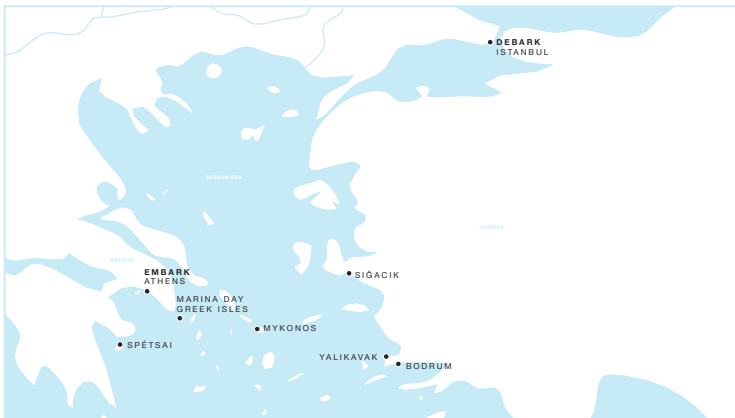 DEBARK
ISTANBUL
AEGEAN SEA
TÜRKIYE
GREECE
EMBARK
ATHENS
SIĞACIK
MARINA DAY
GREEK ISLES
MYKONOS
SPÉTSAI
YALIKAVAK
BODRUM